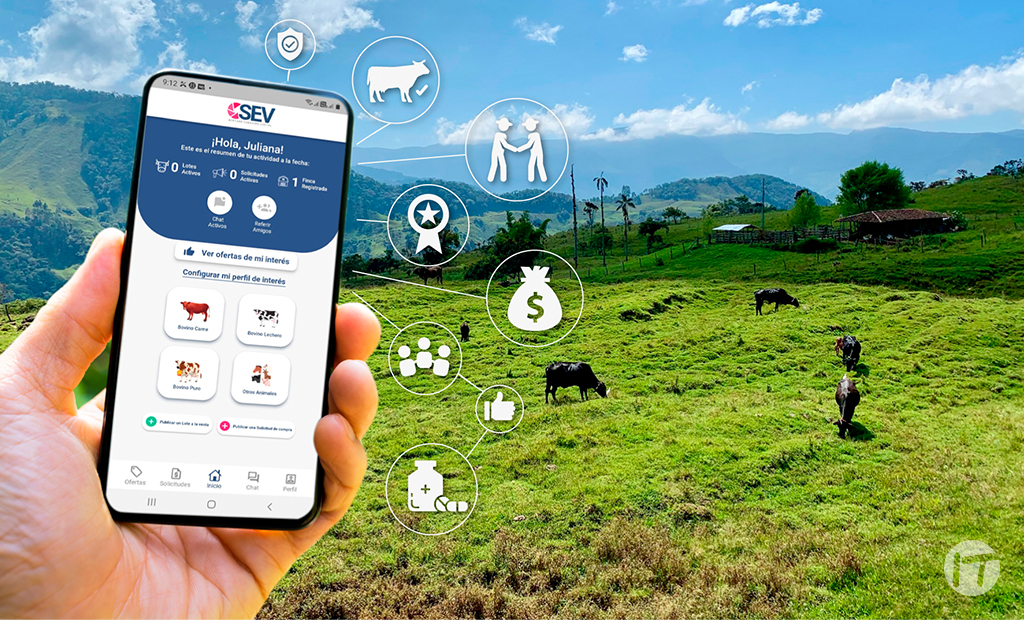 9:12
SEV
¡Hola, Juliana!
Este es el resumen de tu actividad a la fecha:
0 Lotes Activos
0 Solicitudes Activas
1 Finca Registrada
Chat Activos
Referir Amigos
Ver ofertas de mi interés
Configurar mi perfil de interés
Bovino Carne
Bovino Lechero
Bovino Puro
Otros Animales
Publicar un Lote a la venta
Publicar una Solicitud de compra
Ofertas
Solicitudes
Inicio
Chat
Perfil
$
iT